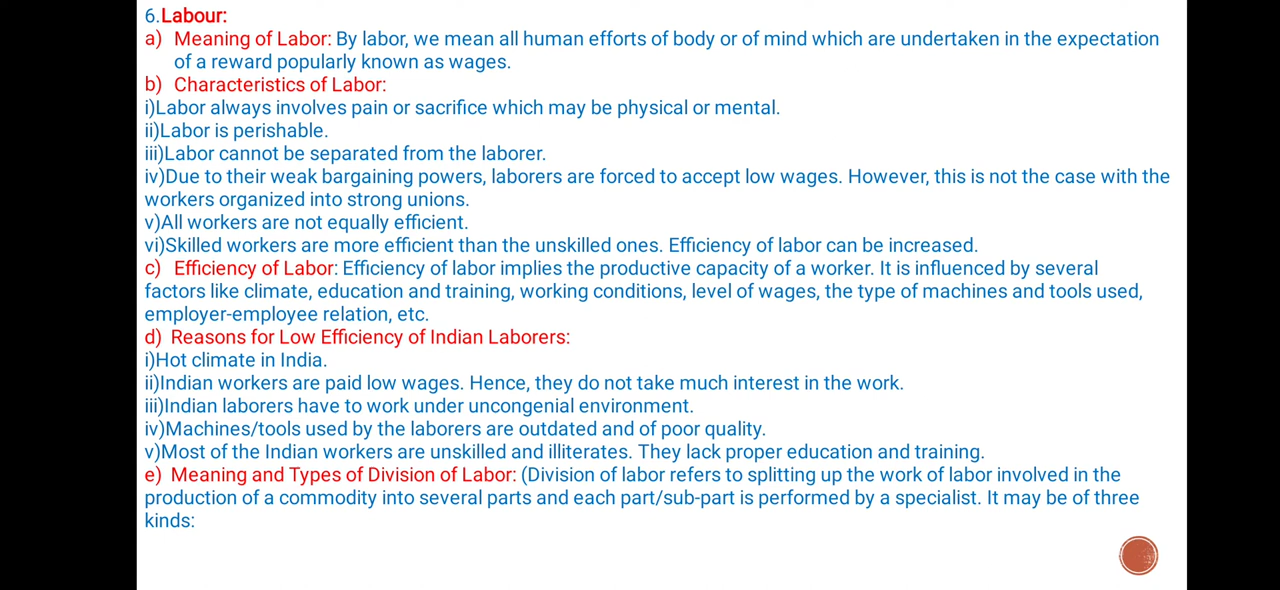 6.Labour:
a) Meaning of Labor: By labor, we mean all human efforts of body or of mind which are undertaken in the expectation
of a reward popularly known as wages.
b) Characteristics of Labor:
i)Labor always involves pain or sacrifice which may be physical or mental.
ii)Labor is perishable.
iii)Labor cannot be separated from the laborer.
iv)Due to their weak bargaining powers, laborers are forced to accept low wages. However, this is not the case with the
workers organized into strong unions.
v)All workers are not equally efficient.
vi)Skilled workers are more efficient than the unskilled ones. Efficiency of labor can be increased.
c) Efficiency of Labor: Efficiency of labor implies the productive capacity of a worker. It is influenced by several
factors like climate, education and training, working conditions, level of wages, the type of machines and tools used,
employer-employee relation, etc.
d) Reasons for Low Efficiency of Indian Laborers:
i)Hot climate in India.
ii)Indian workers are paid low wages. Hence, they do not take much interest in the work.
iii)Indian laborers have to work under uncongenial environment.
iv)Machines/tools used by the laborers are outdated and of poor quality.
v)Most of the Indian workers are unskilled and illiterates. They lack proper education and training.
e) Meaning and Types of Division of Labor: (Division of labor refers to splitting up the work of labor involved in the
production of a commodity into several parts and each part/sub-part is performed by a specialist. It may be of three
kinds: